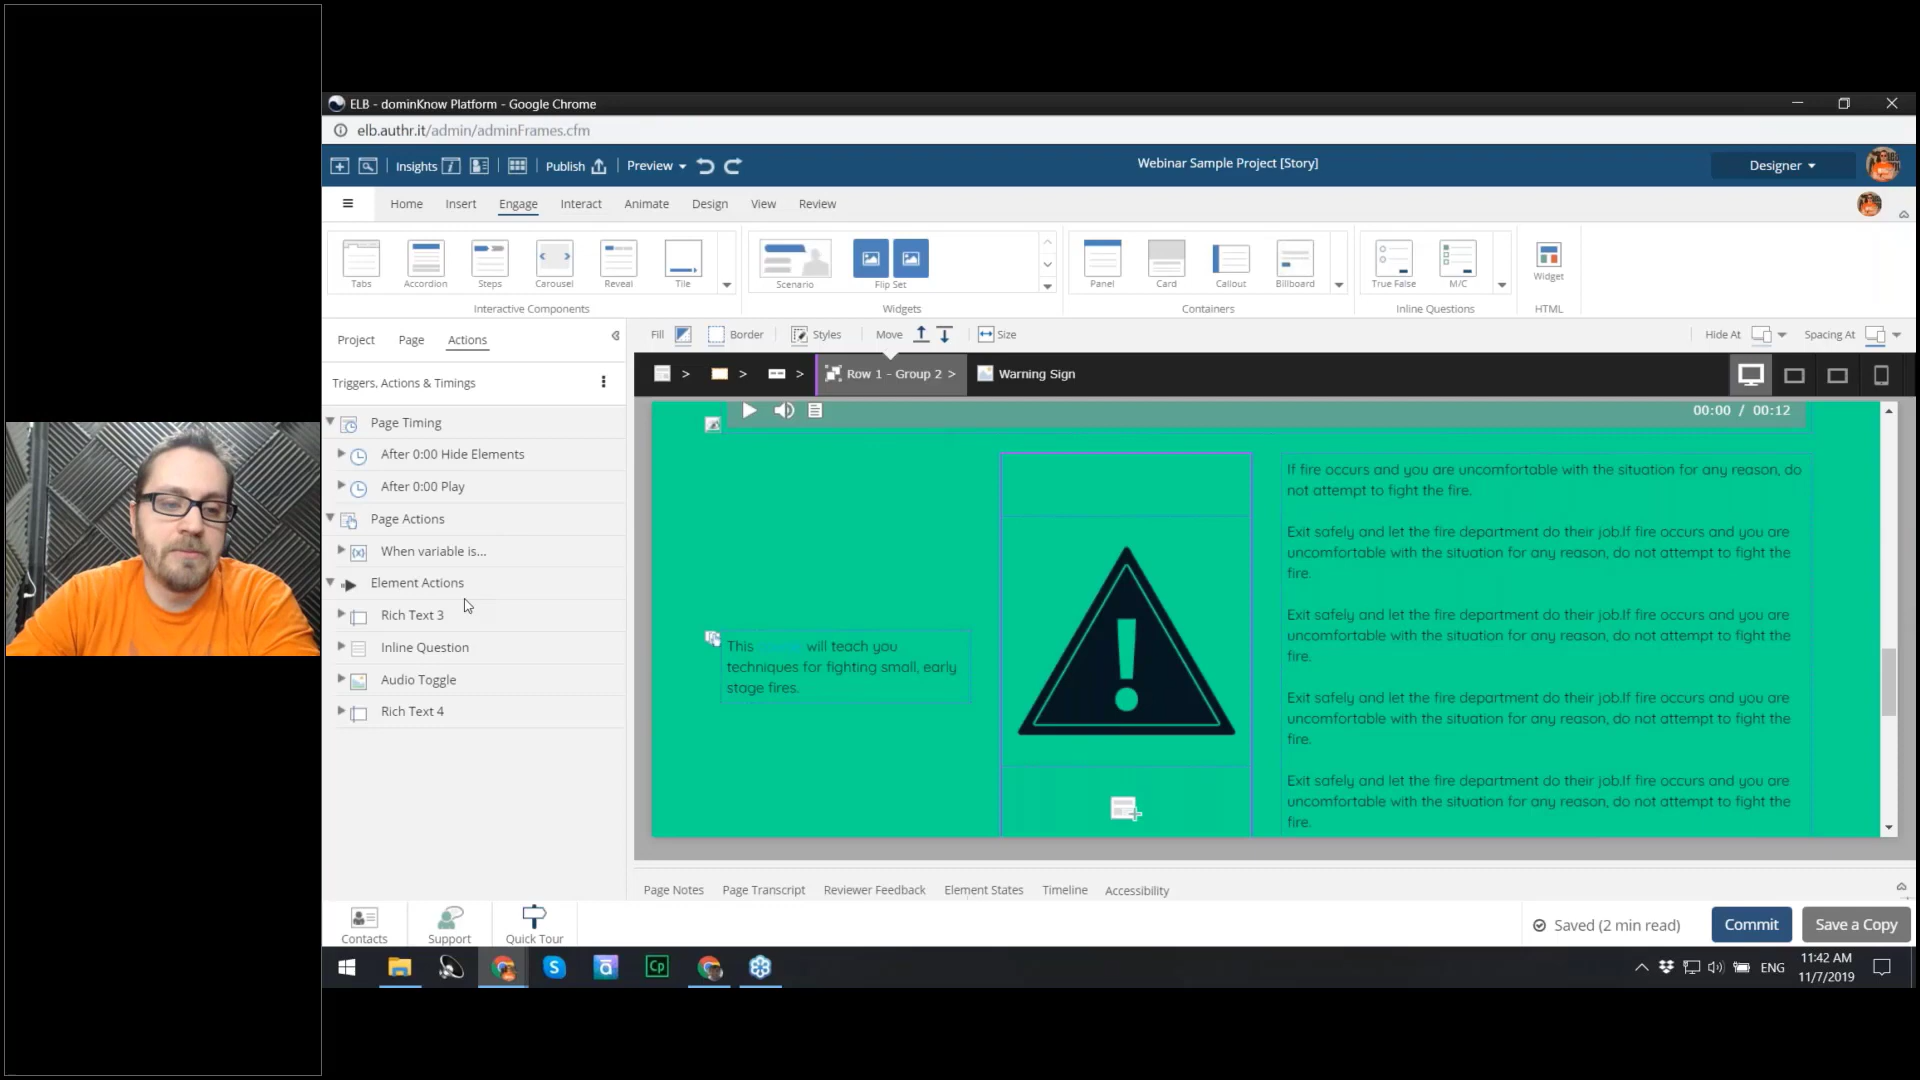 ELB - dominKnow Platform - Google Chrome
elb.authr.it/admin/adminFrames.cfm
Insights
Publish
Preview
Webinar Sample Project [Story]
Designer
Home
Insert
Engage
Interact
Animate
Design
View
Review
Tabs
Accordion
Steps
Carousel
Reveal
Tile
Interactive Components
Scenario
Flip Set
Widgets
Panel
Card
Callout
Billboard
Containers
True False
M/C
Inline Questions
Widget
HTML
Project
Page
Actions
Fill
Border
Styles
Move
Size
Hide At
Spacing At
Triggers, Actions & Timings
Row 1 - Group 2 >
Warning Sign
Page Timing
After 0:00 Hide Elements
After 0:00 Play
Page Actions
When variable is...
Element Actions
Rich Text 3
Inline Question
Audio Toggle
Rich Text 4
00:00 / 00:12
This
will teach you
techniques for fighting small, early
stage fires.
If fire occurs and you are uncomfortable with the situation for any reason, do
not attempt to fight the fire.
Exit safely and let the fire department do their job.If fire occurs and you are
uncomfortable with the situation for any reason, do not attempt to fight the
fire.
Exit safely and let the fire department do their job.If fire occurs and you are
uncomfortable with the situation for any reason, do not attempt to fight the
fire.
Exit safely and let the fire department do their job.If fire occurs and you are
uncomfortable with the situation for any reason, do not attempt to fight the
fire.
Exit safely and let the fire department do their job.If fire occurs and you are
uncomfortable with the situation for any reason, do not attempt to fight the
fire.
Page Notes
Page Transcript
Reviewer Feedback
Element States
Timeline
Accessibility
Contacts
Support
Quick Tour
Saved (2 min read)
Commit
Save a Copy
Cp
ENG
11:42 AM
11/7/2019